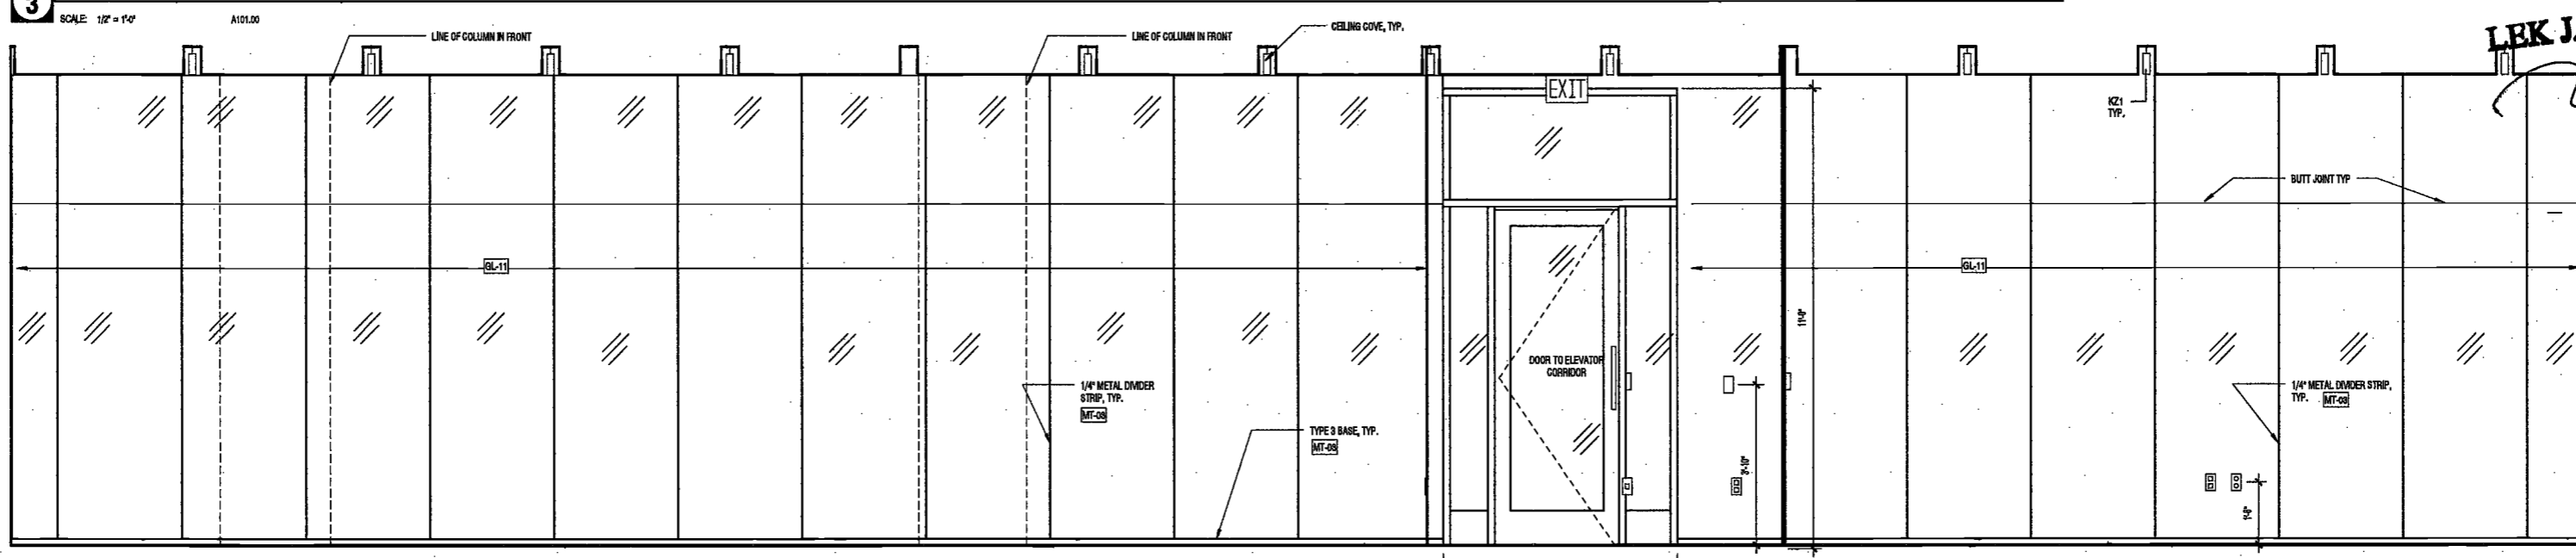 3
SCALE: 1/2" = 1'-0"
A101.00
LINE OF COLUMN IN FRONT
LINE OF COLUMN IN FRONT
CEILING COVE, TYP.
LEK J.
EXIT
KZ1
TYP.
BUTT JOINT TYP
GL-11
GL-11
11'-0"
DOOR TO ELEVATOR
CORRIDOR
1/4" METAL DIVIDER
STRIP, TYP.
MT-03
1/4" METAL DIVIDER STRIP,
TYP.
MT-03
TYPE 3 BASE, TYP.
MT-03
3'-10"